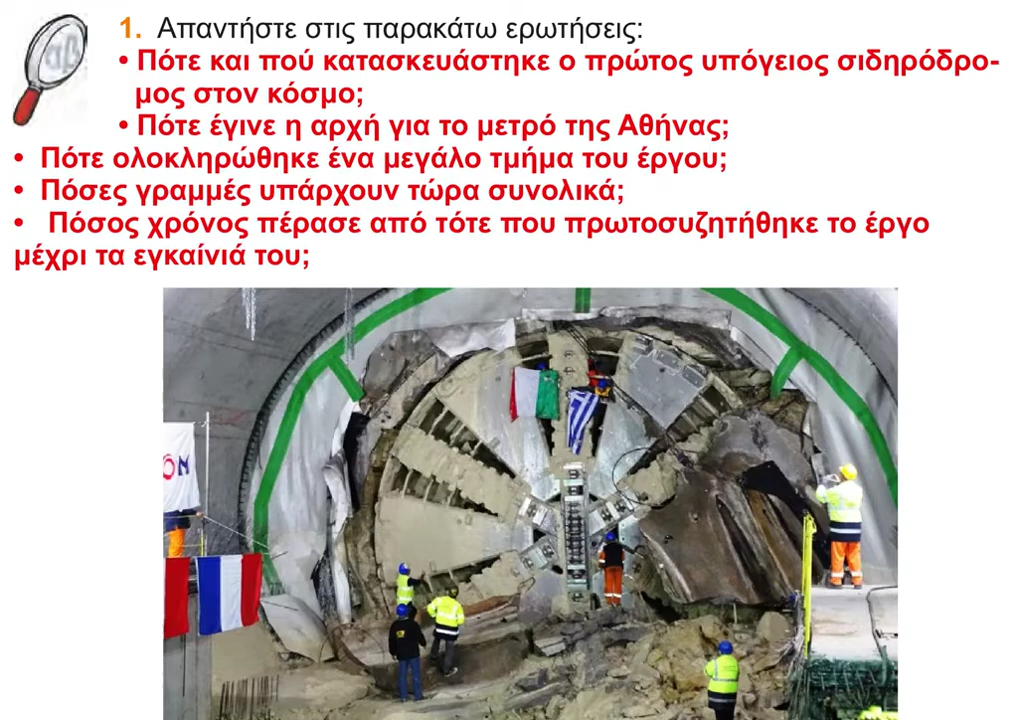 1. Απαντήστε στις παρακάτω ερωτήσεις:
• Πότε και πού κατασκευάστηκε ο πρώτος υπόγειος σιδηρόδρο-
μος στον κόσμο;
• Πότε έγινε η αρχή για το μετρό της Αθήνας;
• Πότε ολοκληρώθηκε ένα μεγάλο τμήμα του έργου;
• Πόσες γραμμές υπάρχουν τώρα συνολικά;
• Πόσος χρόνος πέρασε από τότε που πρωτοσυζητήθηκε το έργο
μέχρι τα εγκαίνιά του;